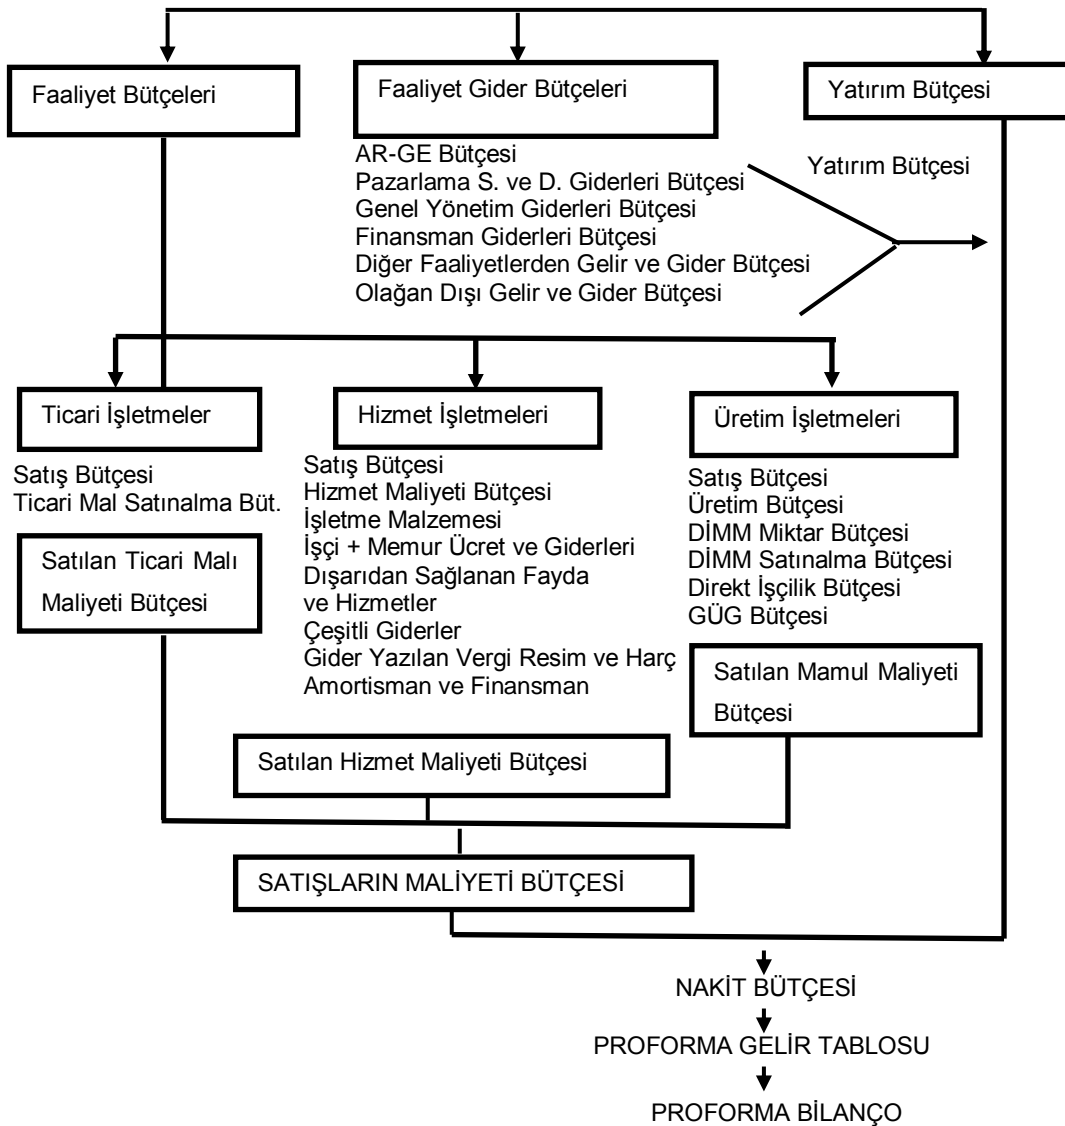 Faaliyet Bütçeleri
Faaliyet Gider Bütçeleri
Yatırım Bütçesi
AR-GE Bütçesi
Pazarlama S. ve D. Giderleri Bütçesi
Genel Yönetim Giderleri Bütçesi
Finansman Giderleri Bütçesi
Diğer Faaliyetlerden Gelir ve Gider Bütçesi
Olağan Dışı Gelir ve Gider Bütçesi
Yatırım Bütçesi
Ticari İşletmeler
Satış Bütçesi
Ticari Mal Satınalma Büt.
Satılan Ticari Malı
Maliyeti Bütçesi
Hizmet İşletmeleri
Satış Bütçesi
Hizmet Maliyeti Bütçesi
İşletme Malzemesi
İşçi + Memur Ücret ve Giderleri
Dışarıdan Sağlanan Fayda
ve Hizmetler
Çeşitli Giderler
Gider Yazılan Vergi Resim ve Harç
Amortisman ve Finansman
Üretim İşletmeleri
Satış Bütçesi
Üretim Bütçesi
DİMM Miktar Bütçesi
DİMM Satınalma Bütçesi
Direkt İşçilik Bütçesi
GÜG Bütçesi
Satılan Mamul Maliyeti
Bütçesi
Satılan Hizmet Maliyeti Bütçesi
SATIŞLARIN MALİYETİ BÜTÇESİ
NAKİT BÜTÇESİ
PROFORMA GELİR TABLOSU
PROFORMA BİLANÇO